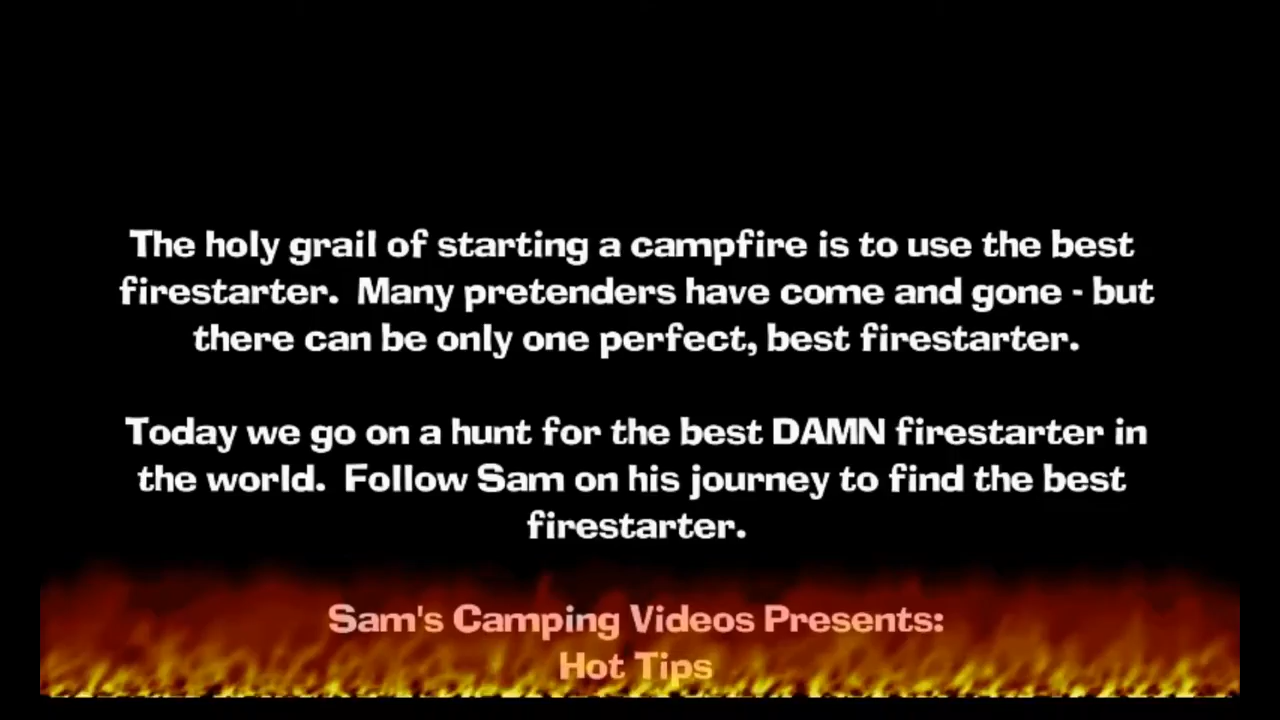 The holy grail of starting a campfire is to use the best
firestarter.  Many pretenders have come and gone - but
there can be only one perfect, best firestarter.
Today we go on a hunt for the best DAMN firestarter in
the world.  Follow Sam on his journey to find the best
firestarter.
Sam's Camping Videos Presents:
Hot Tips